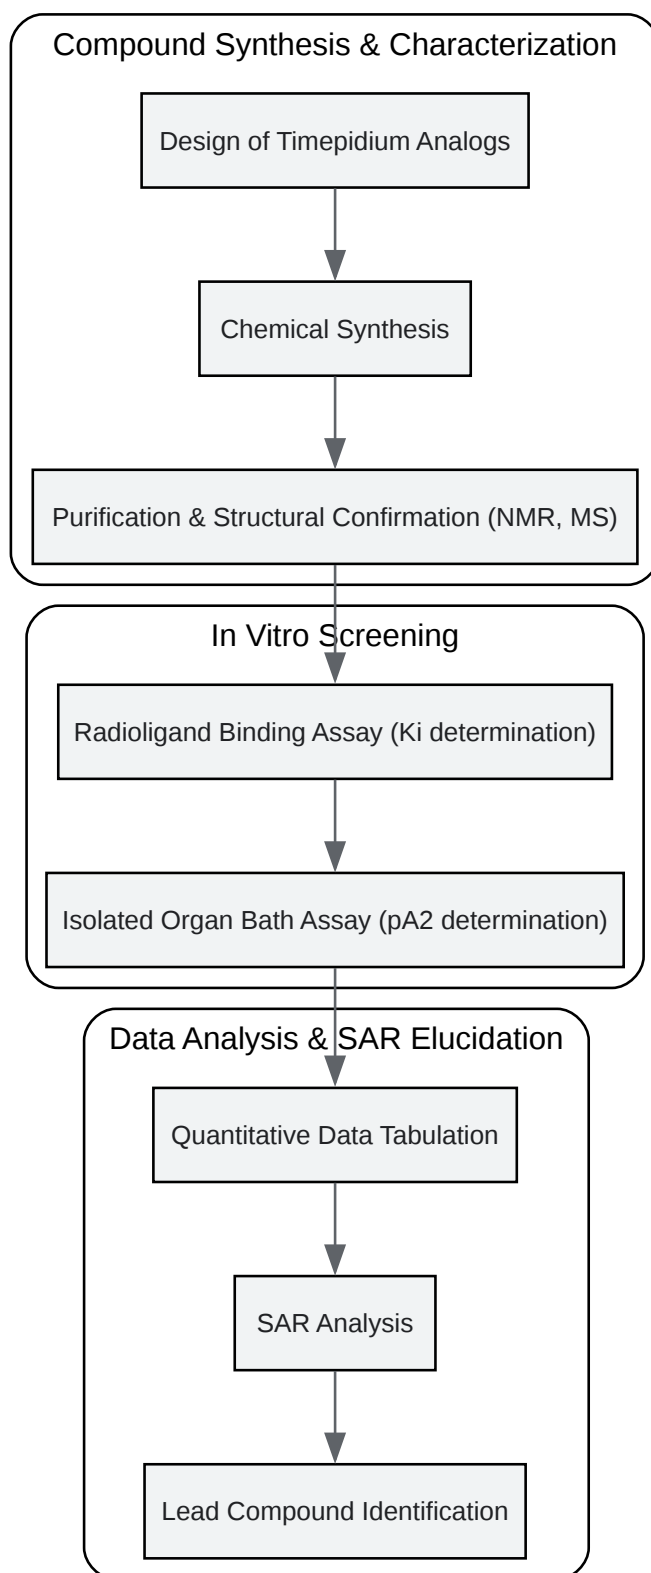 Compound Synthesis & Characterization
Design of Timepidium Analogs
Chemical Synthesis
Purification & Structural Confirmation (NMR, MS)
In Vitro Screening
Radioligand Binding Assay (Ki determination)
Isolated Organ Bath Assay (pA2 determination)
Data Analysis & SAR Elucidation
Quantitative Data Tabulation
SAR Analysis
Lead Compound Identification